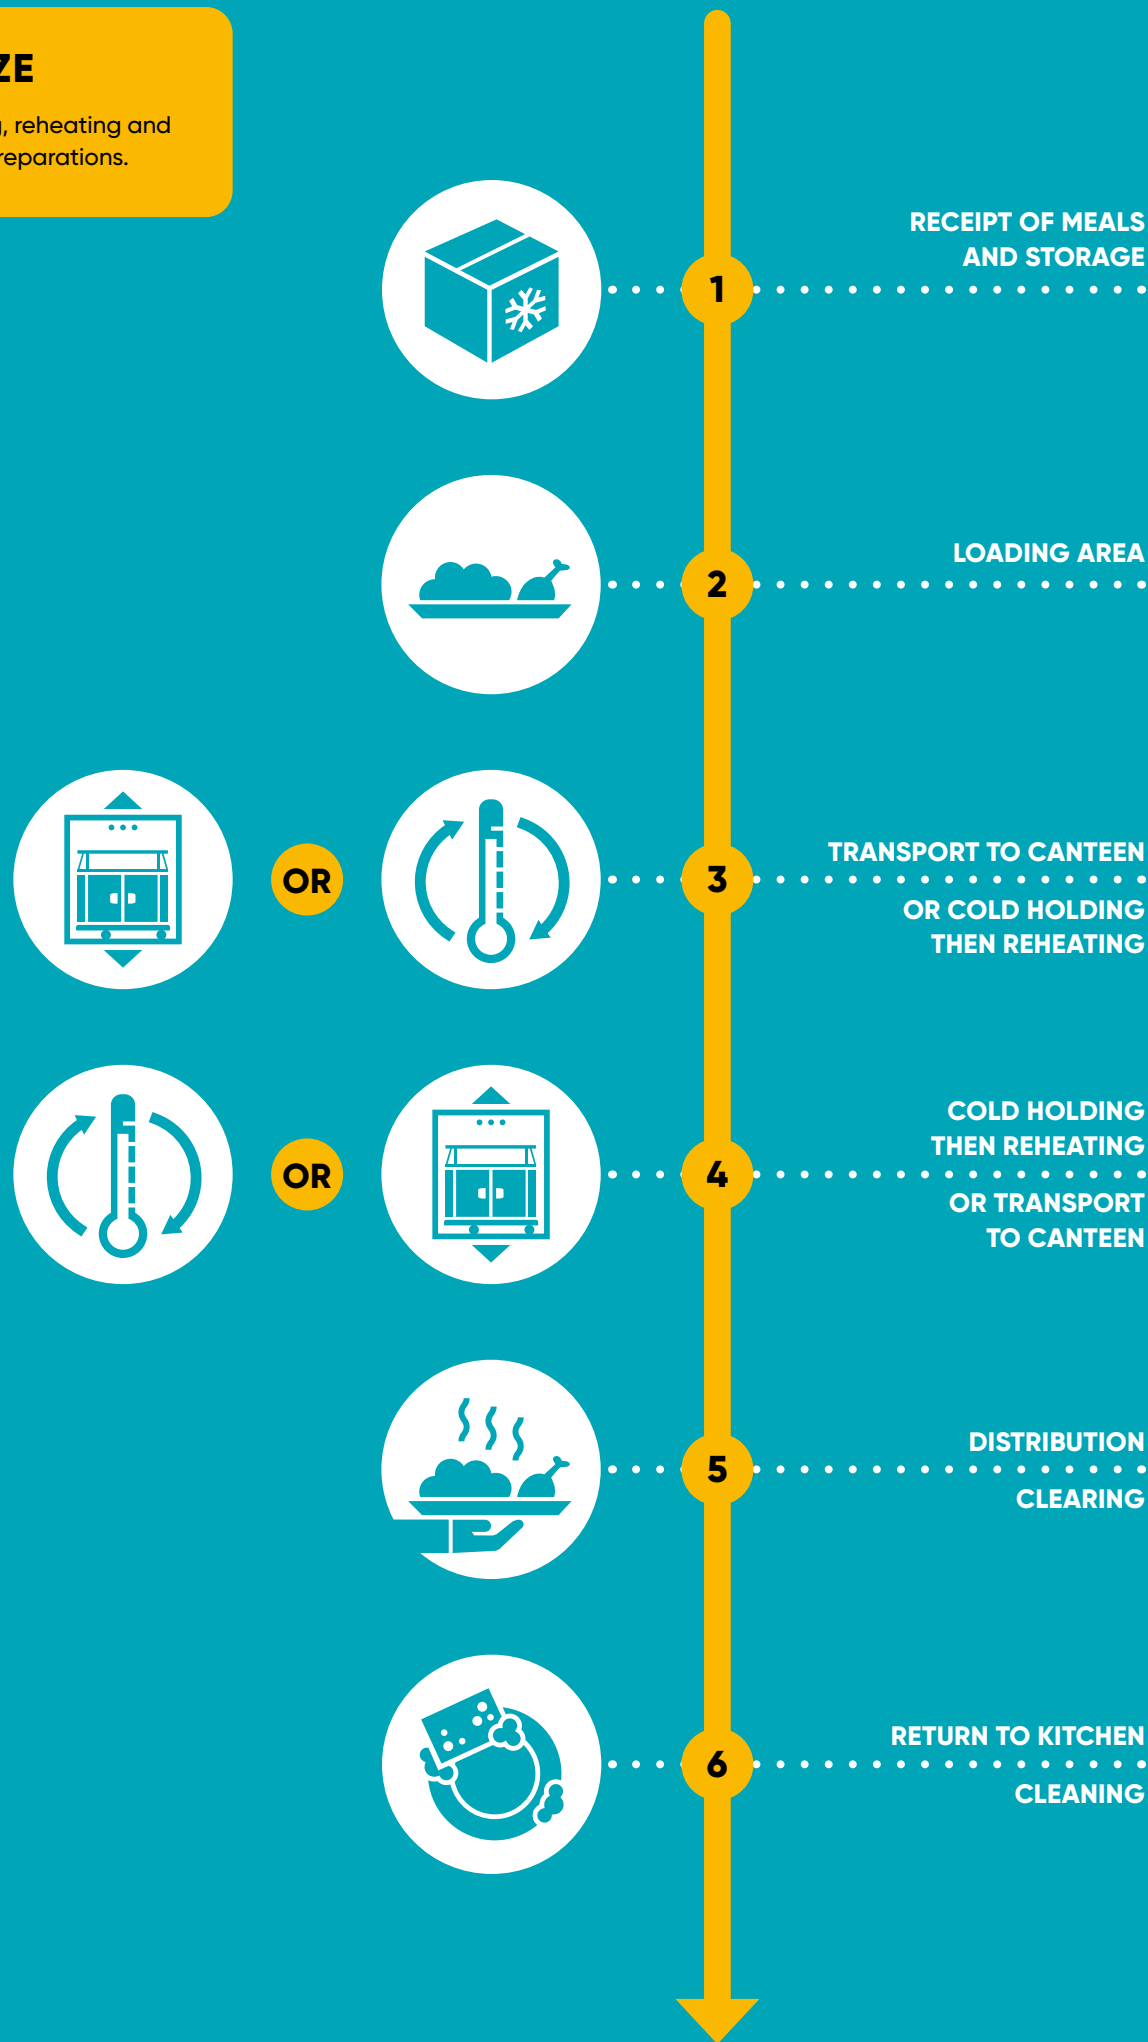 ZE
, reheating and
reparations.
RECEIPT OF MEALS
AND STORAGE
1
LOADING AREA
2
OR
TRANSPORT TO CANTEEN
3
OR COLD HOLDING
THEN REHEATING
COLD HOLDING
THEN REHEATING
OR
4
OR TRANSPORT
TO CANTEEN
DISTRIBUTION
5
CLEARING
RETURN TO KITCHEN
6
CLEANING